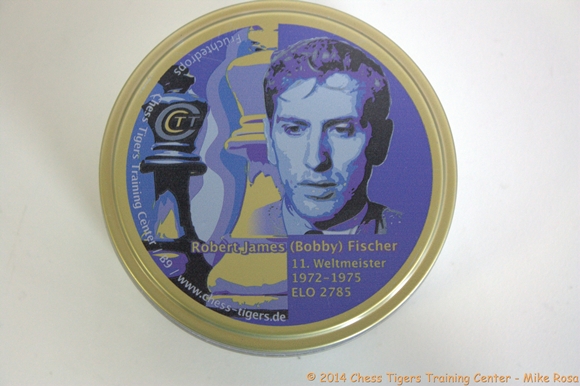 Früchtedrops
Chess Tigers Training Center / 89 / www.chess-tigers.de
CTT
Robert James (Bobby) Fischer
11. Weltmeister
1972-1975
ELO 2785
© 2014 Chess Tigers Training Center - Mike Rosa